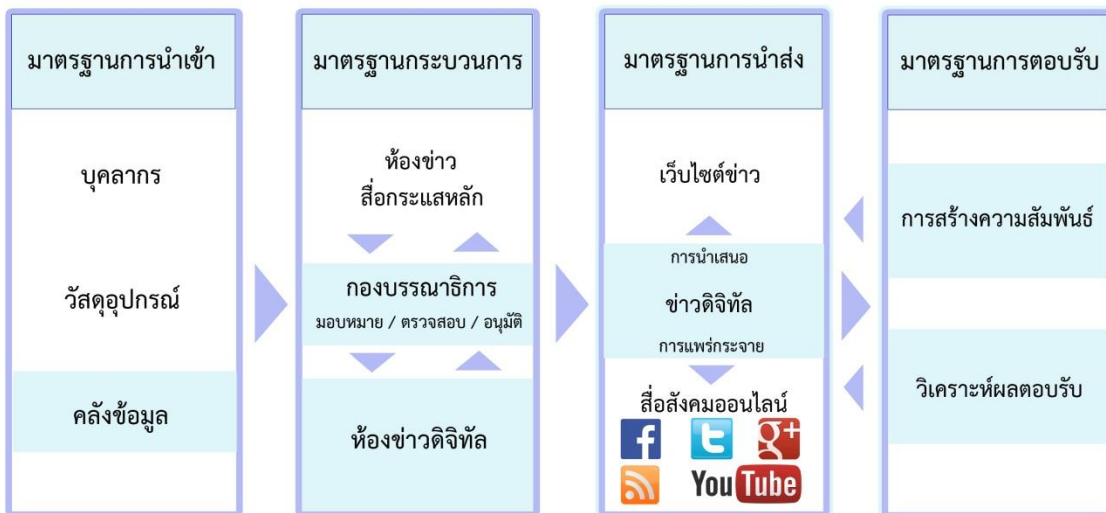 มาตรฐานการนำเข้า
บุคลากร
วัสดุอุปกรณ์
คลังข้อมูล
มาตรฐานกระบวนการ
ห้องข่าว
สื่อกระแสหลัก
กองบรรณาธิการ
มอบหมาย / ตรวจสอบ / อนุมัติ
ห้องข่าวดิจิทัล
มาตรฐานการนำส่ง
เว็บไซต์ข่าว
การนำเสนอ
ข่าวดิจิทัล
การแพร่กระจาย
สื่อสังคมออนไลน์
f t g+
You Tube
มาตรฐานการตอบรับ
การสร้างความสัมพันธ์
วิเคราะห์ผลตอบรับ